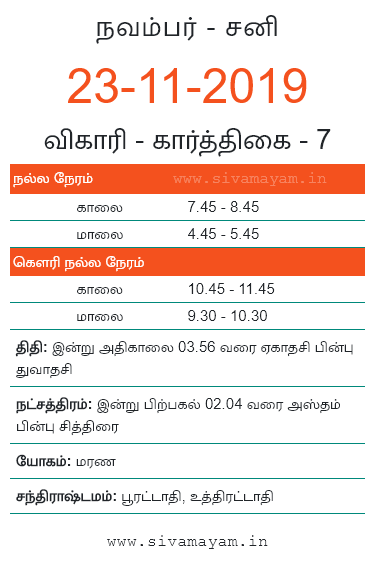 நவம்பர் - சனி
23-11-2019
விகாரி - கார்த்திகை - 7
நல்ல நேரம் www.sivamayam.in
காலை 7.45 - 8.45
மாலை 4.45 - 5.45
கௌரி நல்ல நேரம்
காலை 10.45 - 11.45
மாலை 9.30 - 10.30
திதி: இன்று அதிகாலை 03.56 வரை ஏகாதசி பின்பு
துவாதசி
நட்சத்திரம்: இன்று பிற்பகல் 02.04 வரை அஸ்தம்
பின்பு சித்திரை
யோகம்: மரண
சந்திராஷ்டமம்: பூரட்டாதி, உத்திரட்டாதி
www.sivamayam.in